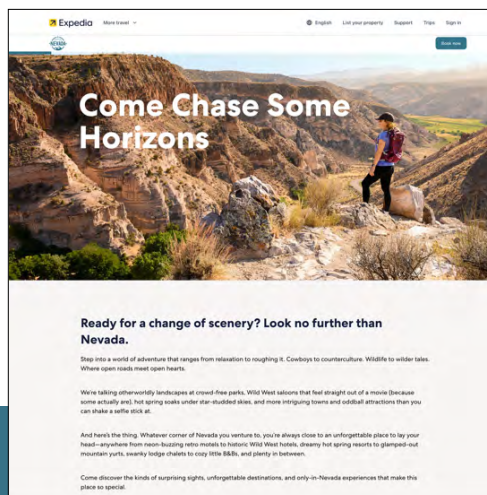 Expedia More travel English List your property Support Trips Sign in
NEVADA Book now
Come Chase Some
Horizons
Ready for a change of scenery? Look no further than
Nevada.
Step into a world of adventure that ranges from relaxation to roughing it. Cowboys to counterculture. Wildlife to wilder tales.
Where open roads meet open hearts.
We're talking otherworldly landscapes at crowd-free parks, Wild West saloons that feel straight out of a movie (because
some actually are), hot spring soaks under star-studded skies, and more intriguing towns and oddball attractions than you
can shake a selfie stick at.
And here's the thing. Whatever corner of Nevada you venture to, you're always close to an unforgettable place to lay your
head—anywhere from neon-buzzing retro motels to historic Wild West hotels, dreamy hot spring resorts to glamped-out
mountain yurts, swanky lodge chalets to cozy little B&Bs, and plenty in between.
Come discover the kinds of surprising sights, unforgettable destinations, and only-in-Nevada experiences that make this
place so special.